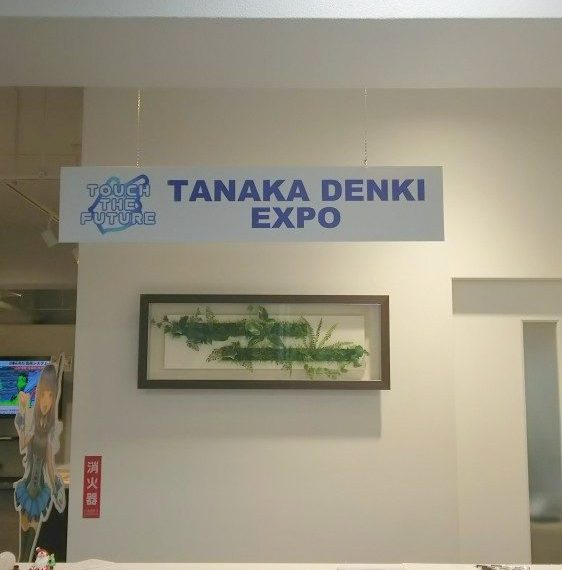 TOUCH
THE
FUTURE
TANAKA DENKI
EXPO
消火器